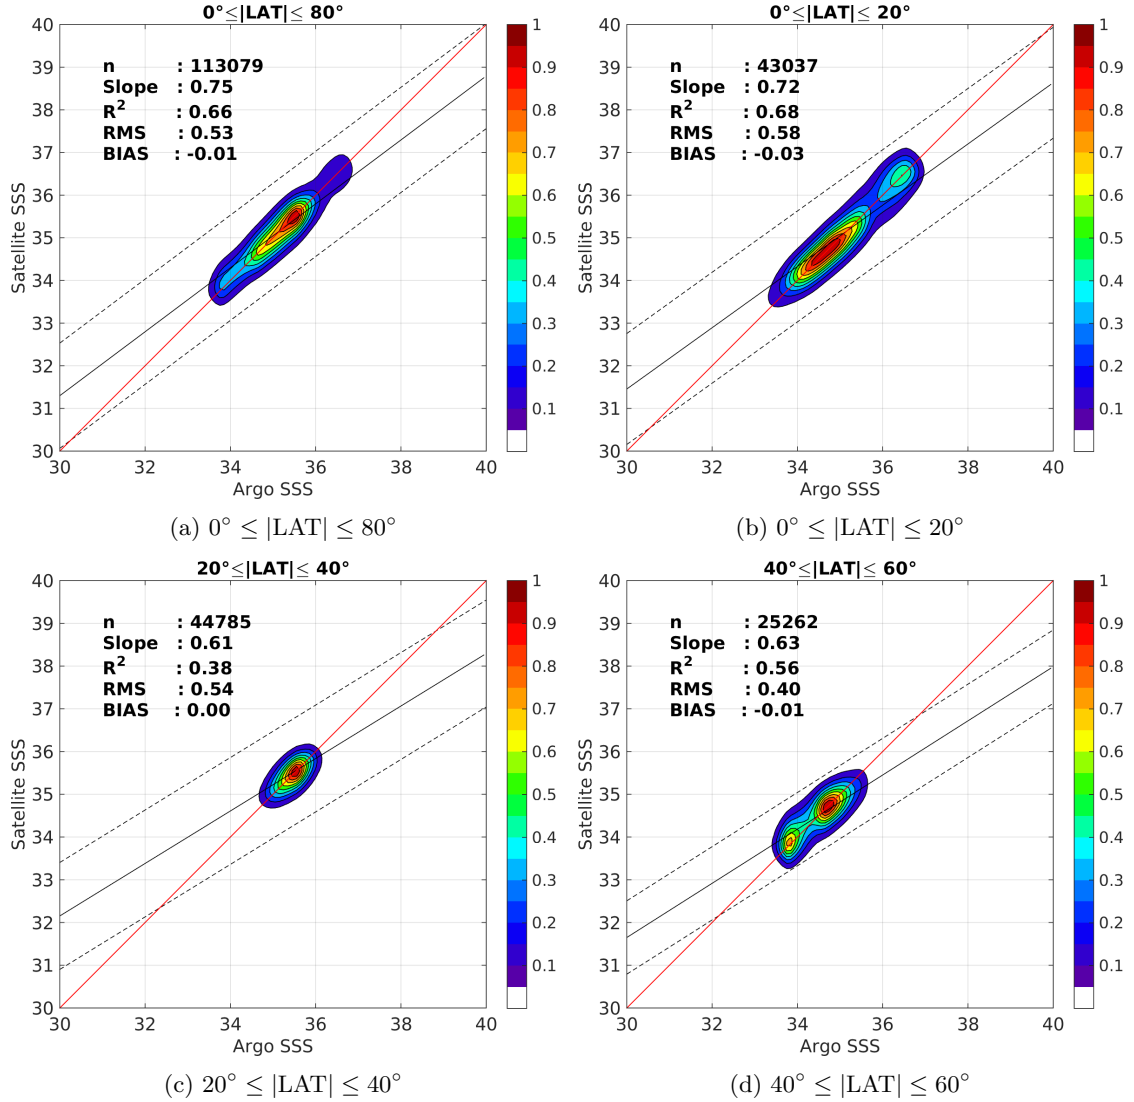 0°≤|LAT|≤ 80°
40
39
38
37
36
35
34
33
32
31
30
Satellite SSS
n : 113079
Slope : 0.75
R² : 0.66
RMS : 0.53
BIAS : -0.01
30 32 34 36 38 40
Argo SSS
1
0.9
0.8
0.7
0.6
0.5
0.4
0.3
0.2
0.1
(a) 0° ≤ |LAT| ≤ 80°
0°≤|LAT|≤ 20°
40
39
38
37
36
35
34
33
32
31
30
Satellite SSS
n : 43037
Slope : 0.72
R² : 0.68
RMS : 0.58
BIAS : -0.03
30 32 34 36 38 40
Argo SSS
1
0.9
0.8
0.7
0.6
0.5
0.4
0.3
0.2
0.1
(b) 0° ≤ |LAT| ≤ 20°
20°≤|LAT|≤ 40°
40
39
38
37
36
35
34
33
32
31
30
Satellite SSS
n : 44785
Slope : 0.61
R² : 0.38
RMS : 0.54
BIAS : 0.00
30 32 34 36 38 40
Argo SSS
1
0.9
0.8
0.7
0.6
0.5
0.4
0.3
0.2
0.1
(c) 20° ≤ |LAT| ≤ 40°
40°≤|LAT|≤ 60°
40
39
38
37
36
35
34
33
32
31
30
Satellite SSS
n : 25262
Slope : 0.63
R² : 0.56
RMS : 0.40
BIAS : -0.01
30 32 34 36 38 40
Argo SSS
1
0.9
0.8
0.7
0.6
0.5
0.4
0.3
0.2
0.1
(d) 40° ≤ |LAT| ≤ 60°